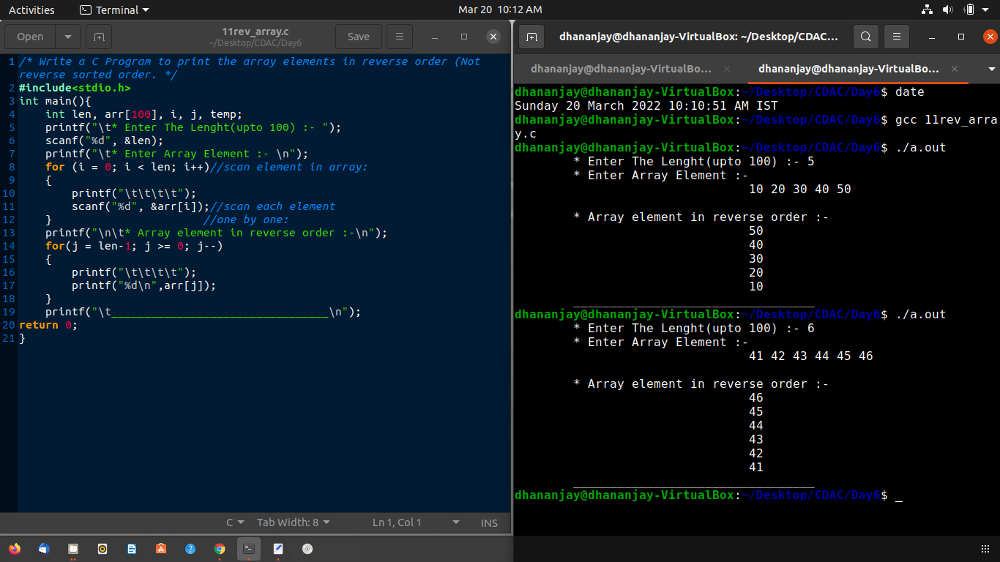 Activities
Terminal
Mar 20 10:12 AM
Open
11rev_array.c
~/Desktop/CDAC/Day6
Save
1 /* Write a C Program to print the array elements in reverse order (Not
reverse sorted order. */
2 #include<stdio.h>
3 int main(){
4 int len, arr[100], i, j, temp;
5 printf("\t* Enter The Lenght(upto 100) :- ");
6 scanf("%d", &len);
7 printf("\t* Enter Array Element :- \n");
8 for (i = 0; i < len; i++)//scan element in array:
9 {
10 printf("\t\t\t\t");
11 scanf("%d", &arr[i]);//scan each element
12 } //one by one:
13 printf("\n\t* Array element in reverse order :-\n");
14 for(j = len-1; j >= 0; j--)
15 {
16 printf("\t\t\t\t");
17 printf("%d\n",arr[j]);
18 }
19 printf("\t_________________________________\n");
20 return 0;
21 }
C
Tab Width: 8
Ln 1, Col 1
INS
dhananjay@dhananjay-VirtualBox: ~/Desktop/CDAC...
dhananjay@dhananjay-VirtualBo...
dhananjay@dhananjay-VirtualBo...
dhananjay@dhananjay-VirtualBox:~/Desktop/CDAC/Day6$ date
Sunday 20 March 2022 10:10:51 AM IST
dhananjay@dhananjay-VirtualBox:~/Desktop/CDAC/Day6$ gcc 11rev_arra
y.c
dhananjay@dhananjay-VirtualBox:~/Desktop/CDAC/Day6$ ./a.out
* Enter The Lenght(upto 100) :- 5
* Enter Array Element :-
10 20 30 40 50
* Array element in reverse order :-
50
40
30
20
10
_________________________________
dhananjay@dhananjay-VirtualBox:~/Desktop/CDAC/Day6$ ./a.out
* Enter The Lenght(upto 100) :- 6
* Enter Array Element :-
41 42 43 44 45 46
* Array element in reverse order :-
46
45
44
43
42
41
_________________________________
dhananjay@dhananjay-VirtualBox:~/Desktop/CDAC/Day6$ _